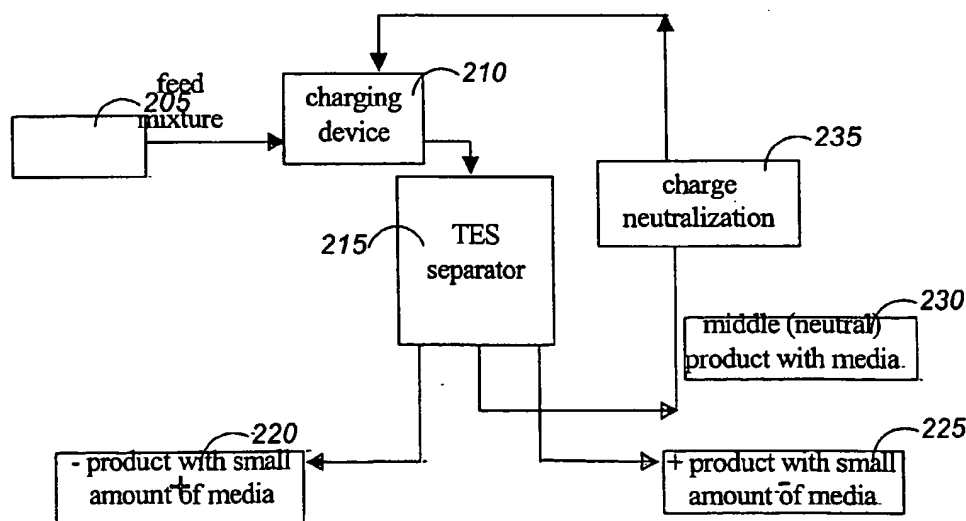 feed
mixture
205
charging
device
210
TES
separator
215
charge
neutralization
235
middle (neutral)
product with media.
230
- product with small
+
amount of media
220
+ product with small
-
amount of media.
225